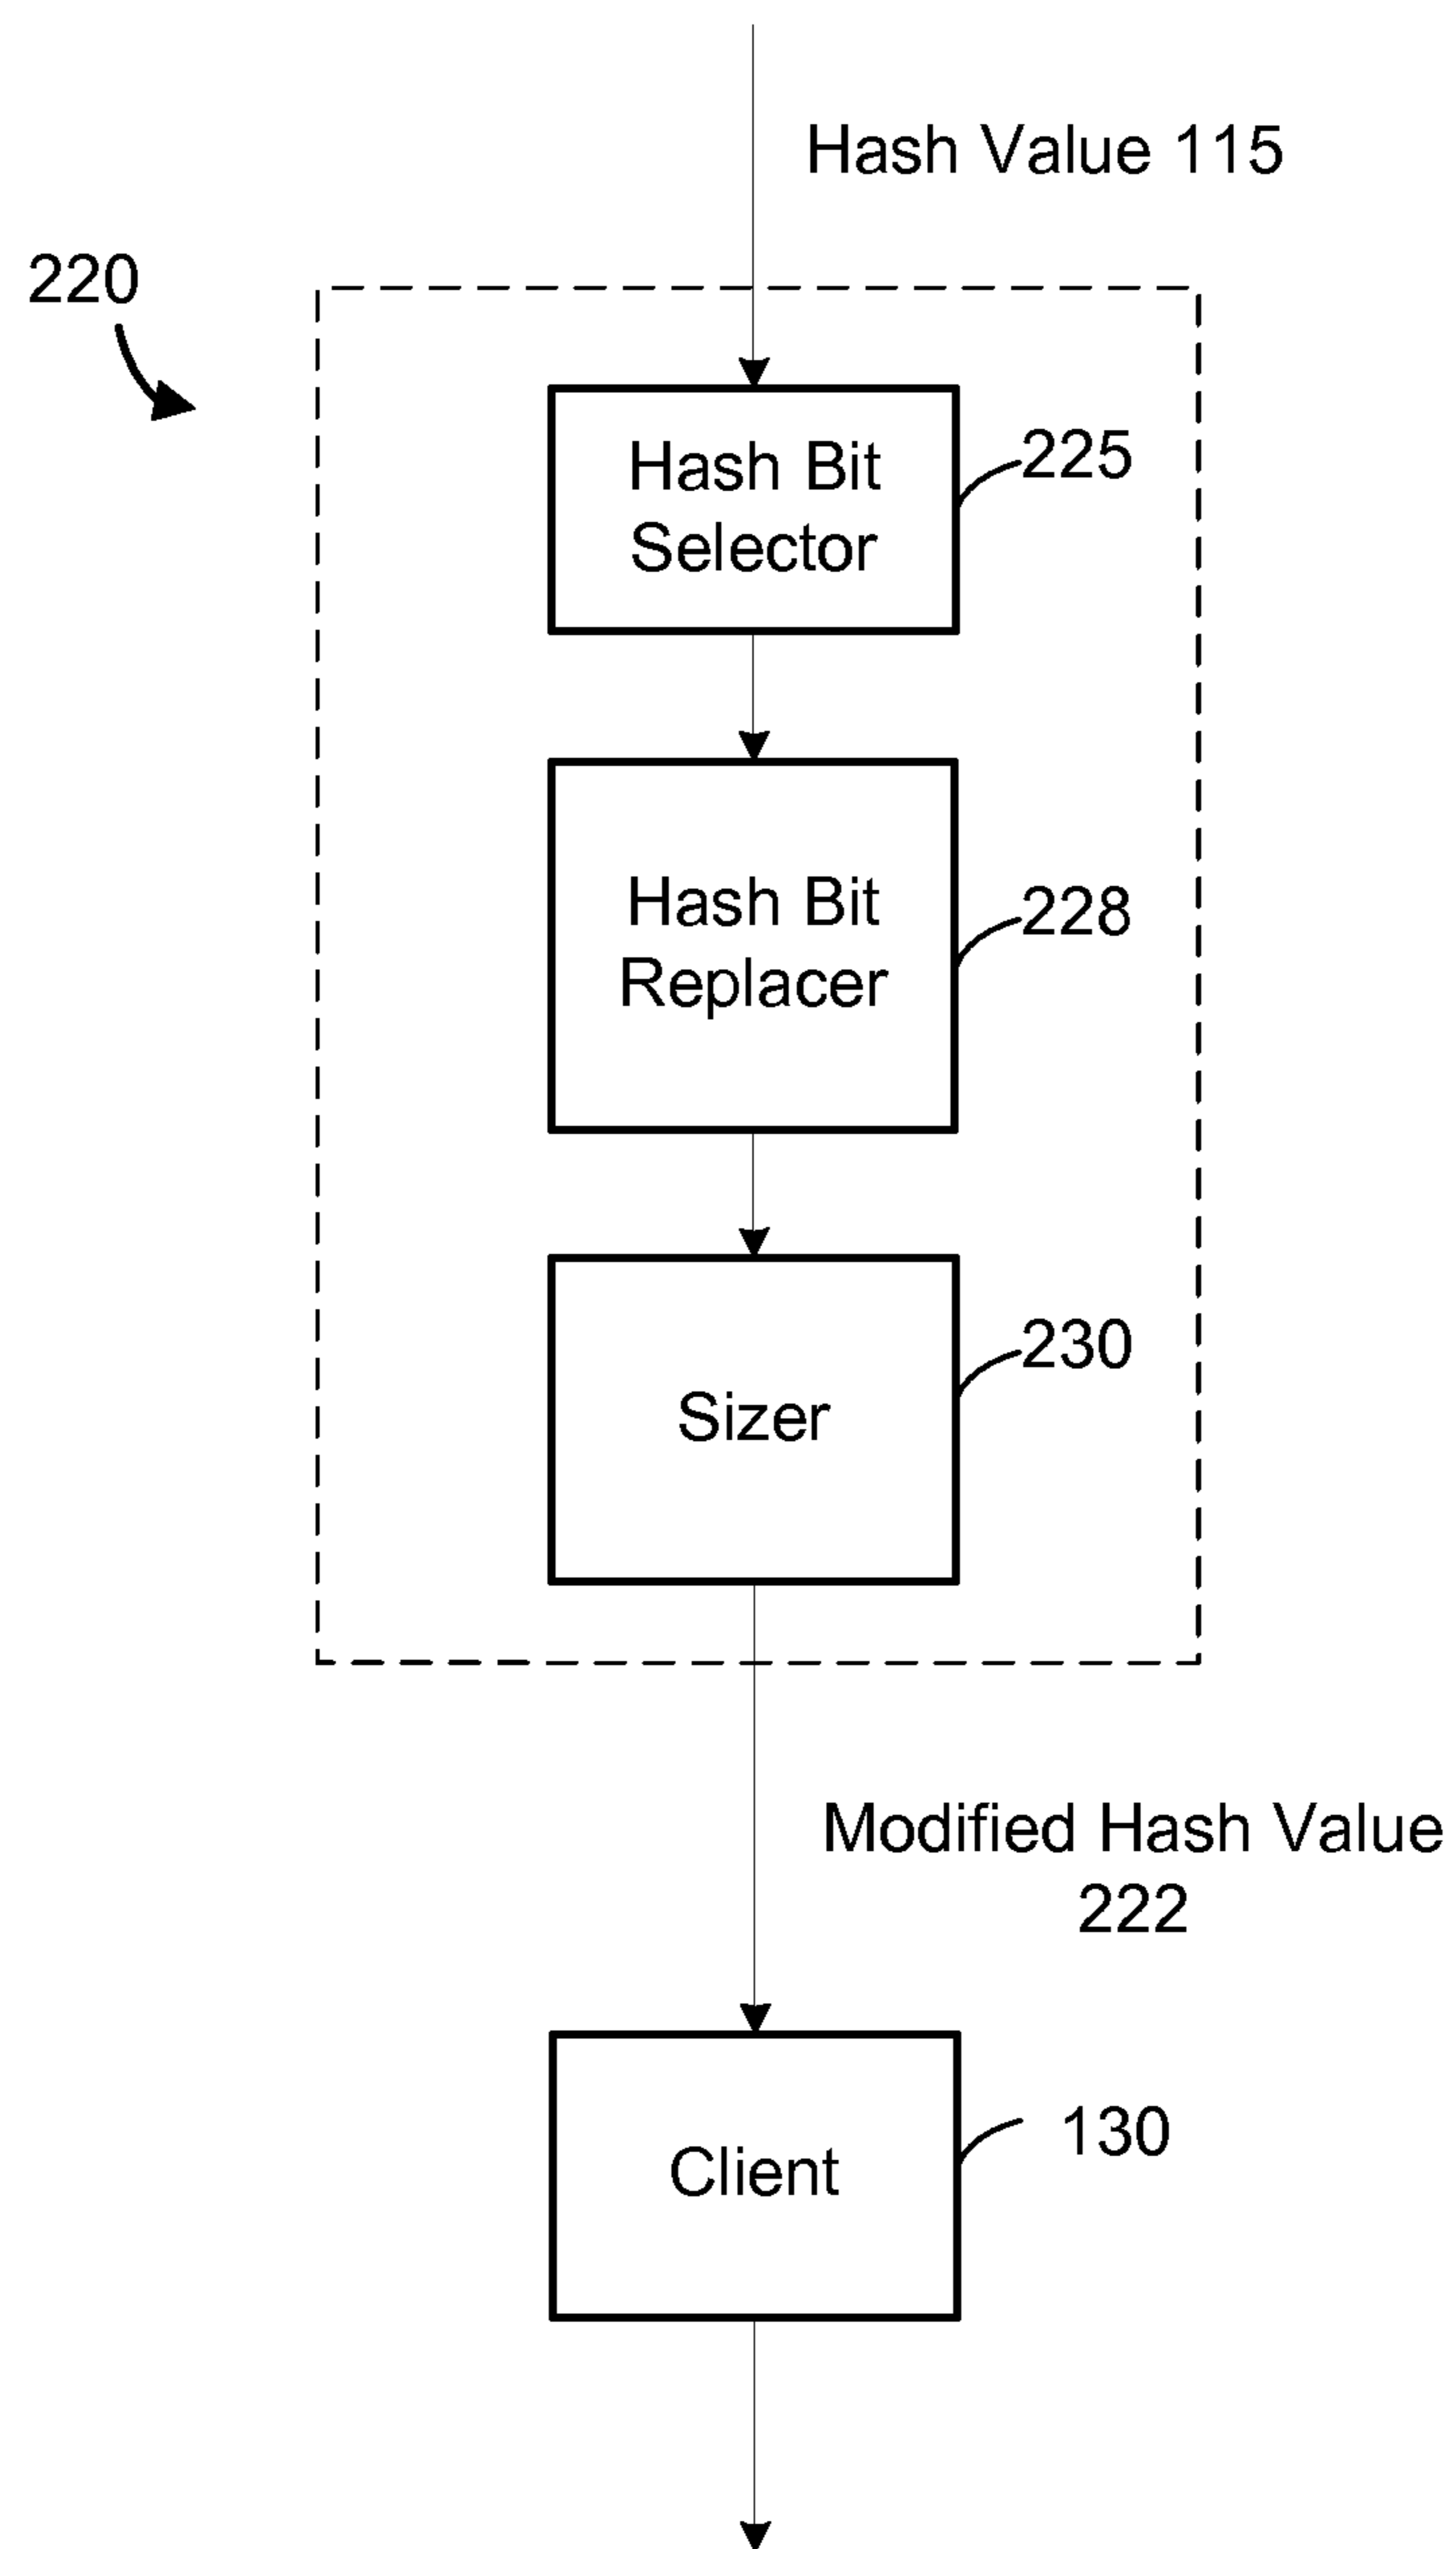 Hash Value 115
220
Hash Bit
Selector
225
Hash Bit
Replacer
228
Sizer
230
Modified Hash Value
222
Client
130